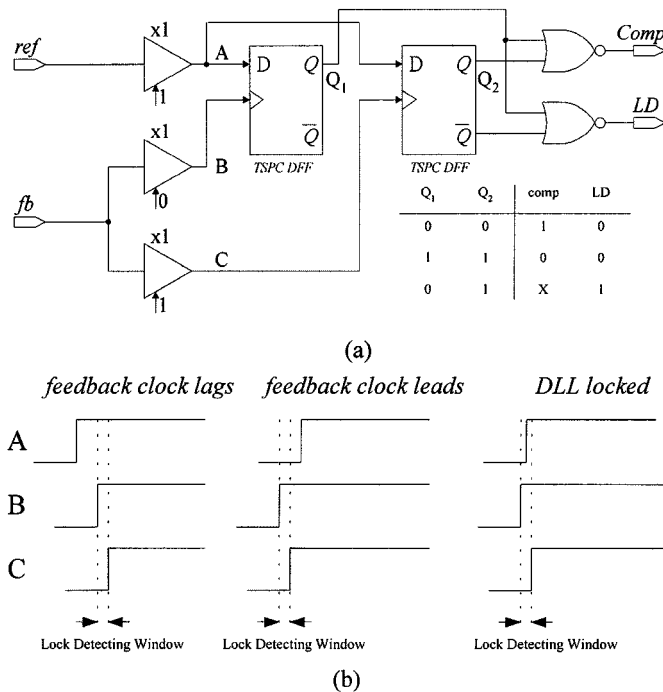 ref
x1
1
A
D
Q
Q1
Q
TSPC DFF
D
Q
Q2
Q
TSPC DFF
Comp
LD
x1
0
B
fb
x1
1
C
Q1 Q2 comp LD
0 0 1 0
1 1 0 0
0 1 X 1
(a)
feedback clock lags feedback clock leads DLL locked
A
B
C
Lock Detecting Window Lock Detecting Window Lock Detecting Window
(b)